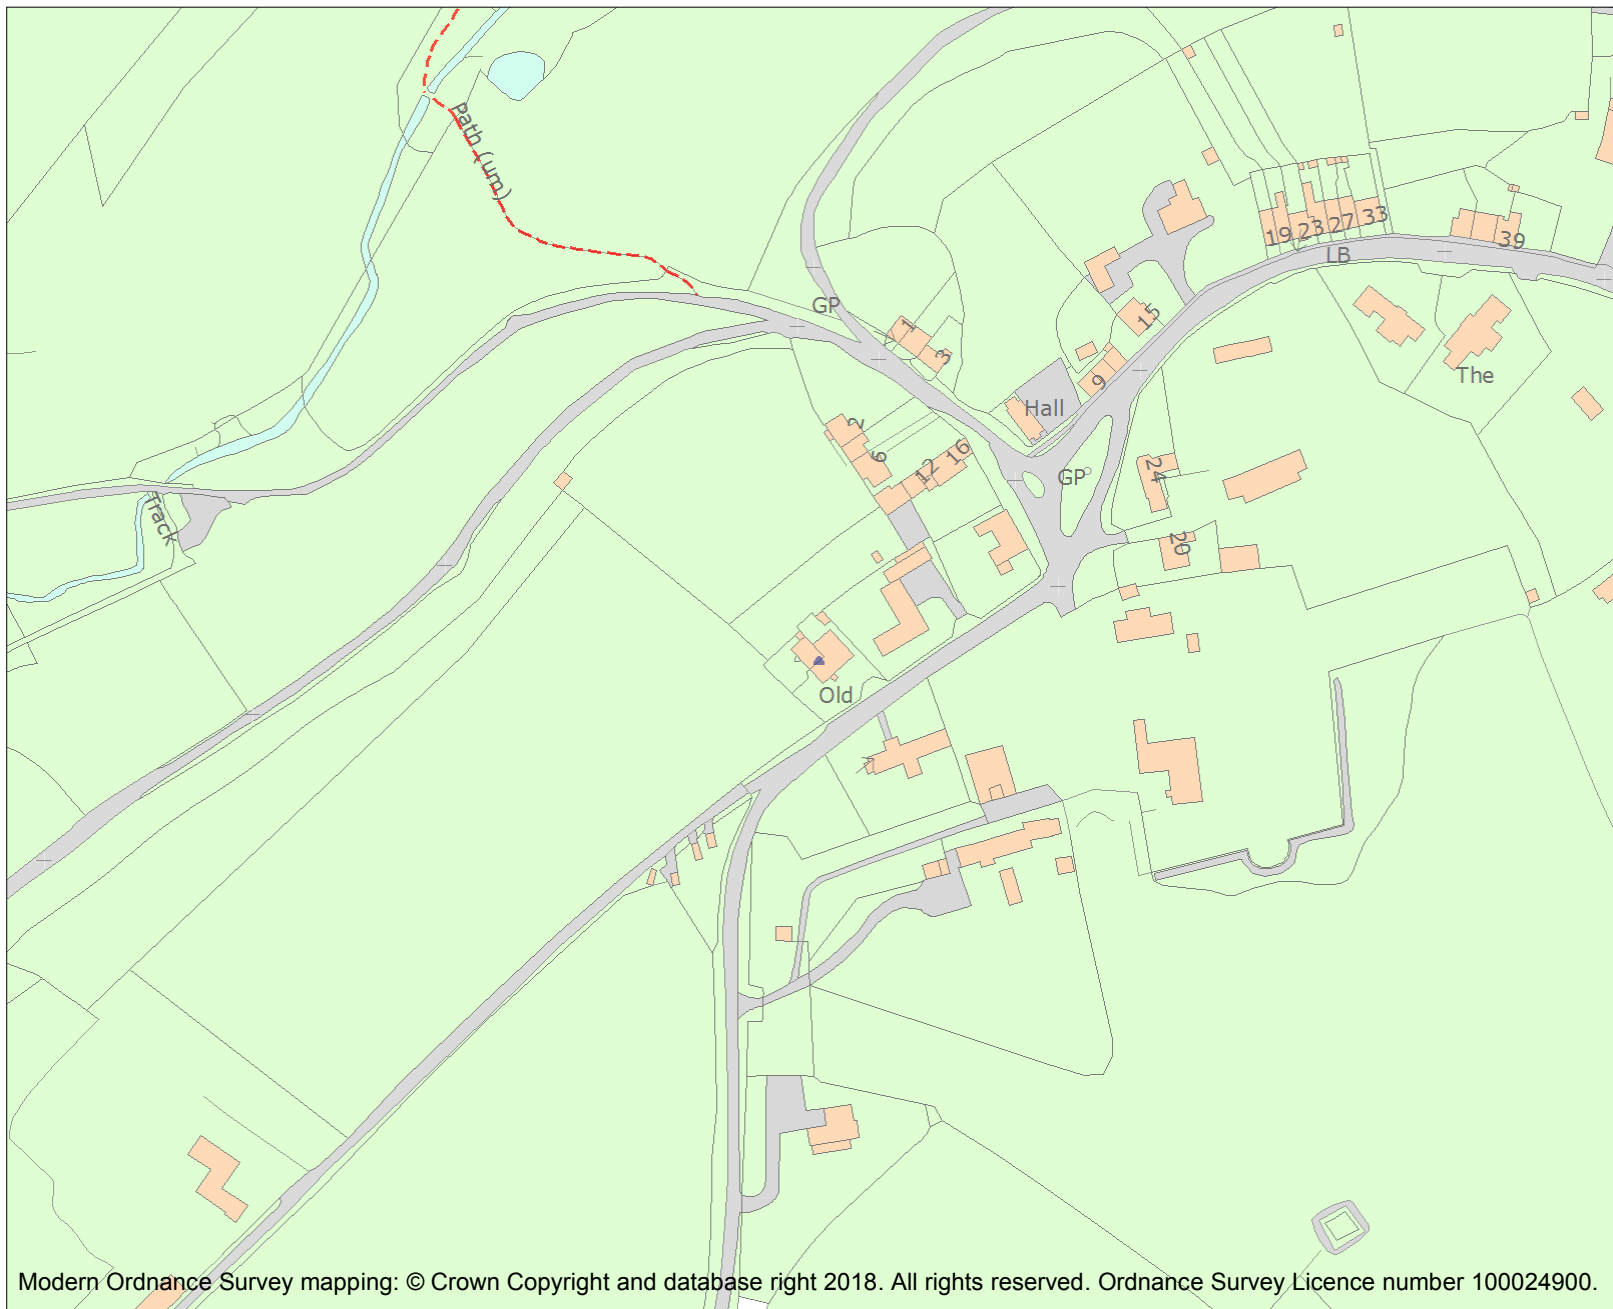 Path (um)
GP
1
3
15
19
23
27
33
LB
39
The
9
Hall
2
6
12
16
GP
24
20
Track
Old
Modern Ordnance Survey mapping: © Crown Copyright and database right 2018. All rights reserved. Ordnance Survey Licence number 100024900.